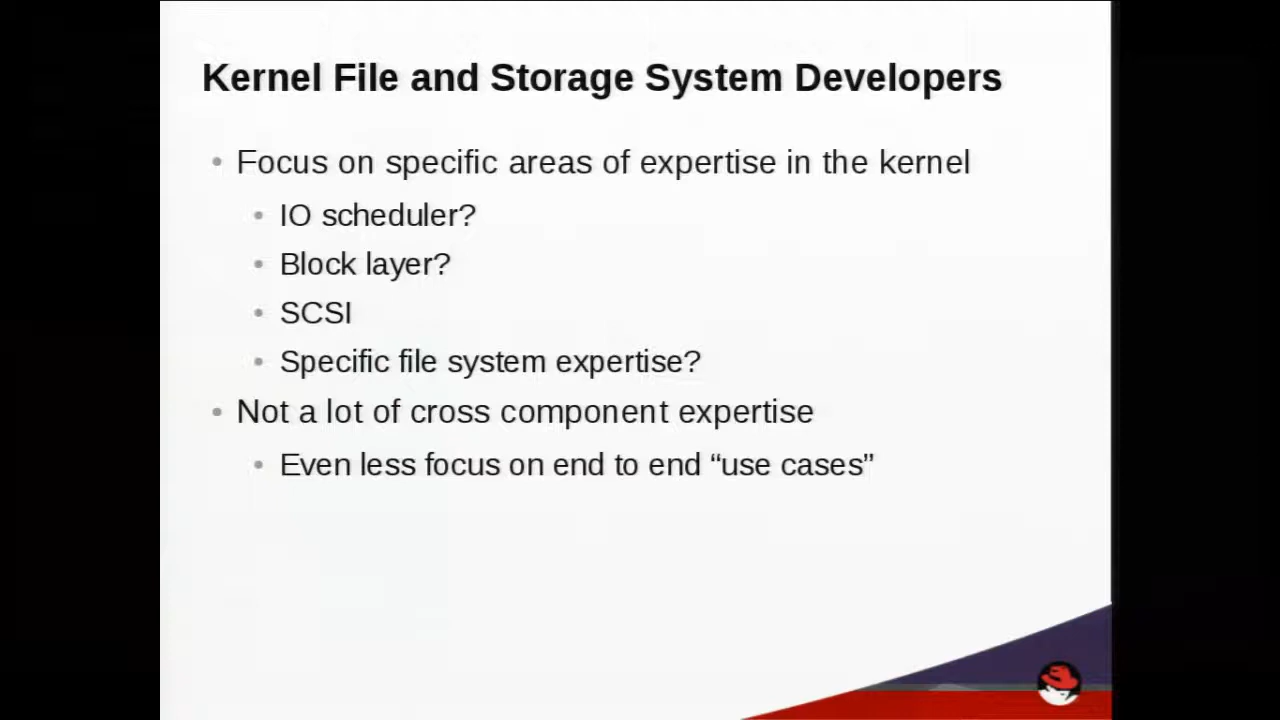 Kernel File and Storage System Developers
Focus on specific areas of expertise in the kernel
IO scheduler?
Block layer?
SCSI
Specific file system expertise?
Not a lot of cross component expertise
Even less focus on end to end “use cases”